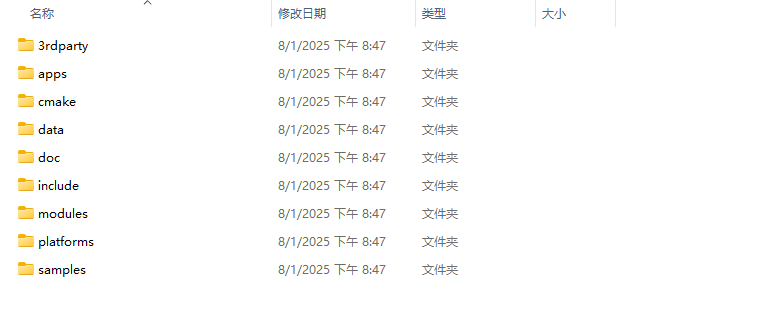 名称 修改日期 类型 大小
3rdparty 8/1/2025 下午 8:47 文件夹
apps 8/1/2025 下午 8:47 文件夹
cmake 8/1/2025 下午 8:47 文件夹
data 8/1/2025 下午 8:47 文件夹
doc 8/1/2025 下午 8:47 文件夹
include 8/1/2025 下午 8:47 文件夹
modules 8/1/2025 下午 8:47 文件夹
platforms 8/1/2025 下午 8:47 文件夹
samples 8/1/2025 下午 8:47 文件夹